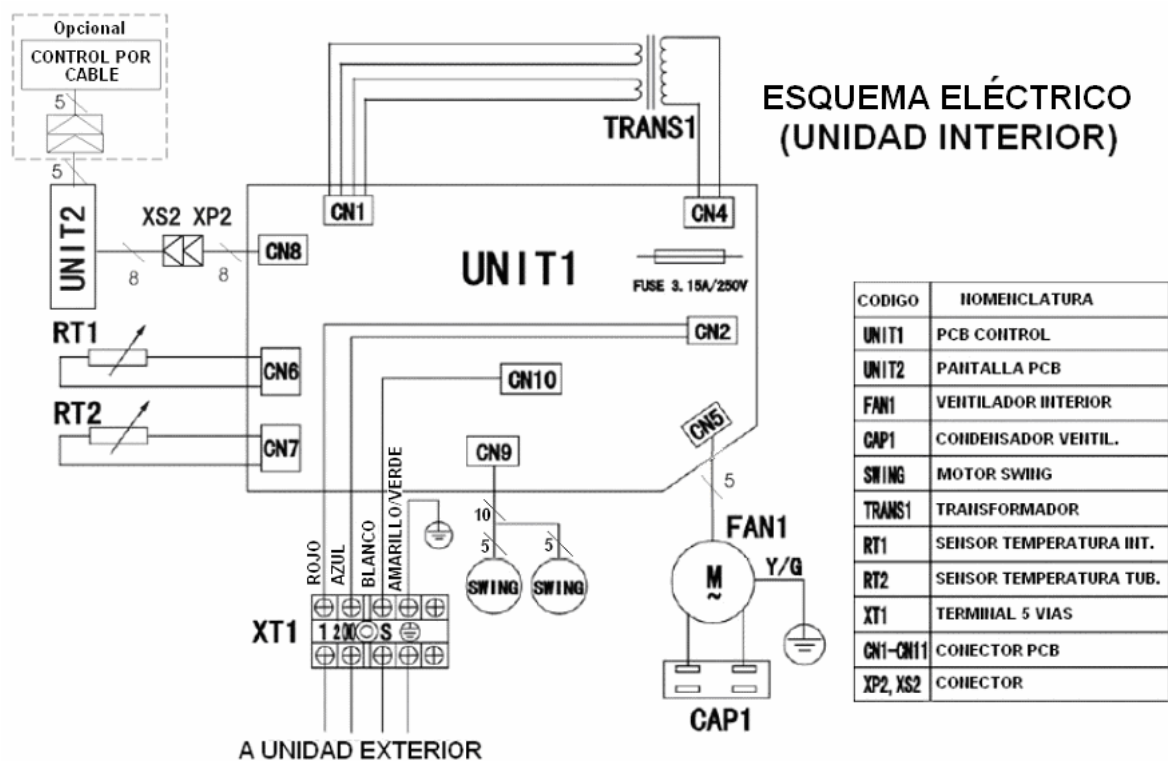 Opcional
CONTROL POR
CABLE
5
5
UNIT2
XS2 XP2
8
8
CN8
CN1
TRANS1
CN4
ESQUEMA ELÉCTRICO
(UNIDAD INTERIOR)
UNIT1
FUSE 3.15A/250V
RT1
CN6
RT2
CN7
CN2
CN10
CN9
CN5
5
10
5
5
SWING
SWING
FAN1
M
~
Y/G
CAP1
ROJO
AZUL
BLANCO
AMARILLO/VERDE
XT1
1 2(N) S
A UNIDAD EXTERIOR
CODIGO NOMENCLATURA
UNIT1 PCB CONTROL
UNIT2 PANTALLA PCB
FAN1 VENTILADOR INTERIOR
CAP1 CONDENSADOR VENTIL.
SWING MOTOR SWING
TRANS1 TRANSFORMADOR
RT1 SENSOR TEMPERATURA INT.
RT2 SENSOR TEMPERATURA TUB.
XT1 TERMINAL 5 VIAS
CN1-CN11 CONECTOR PCB
XP2, XS2 CONECTOR